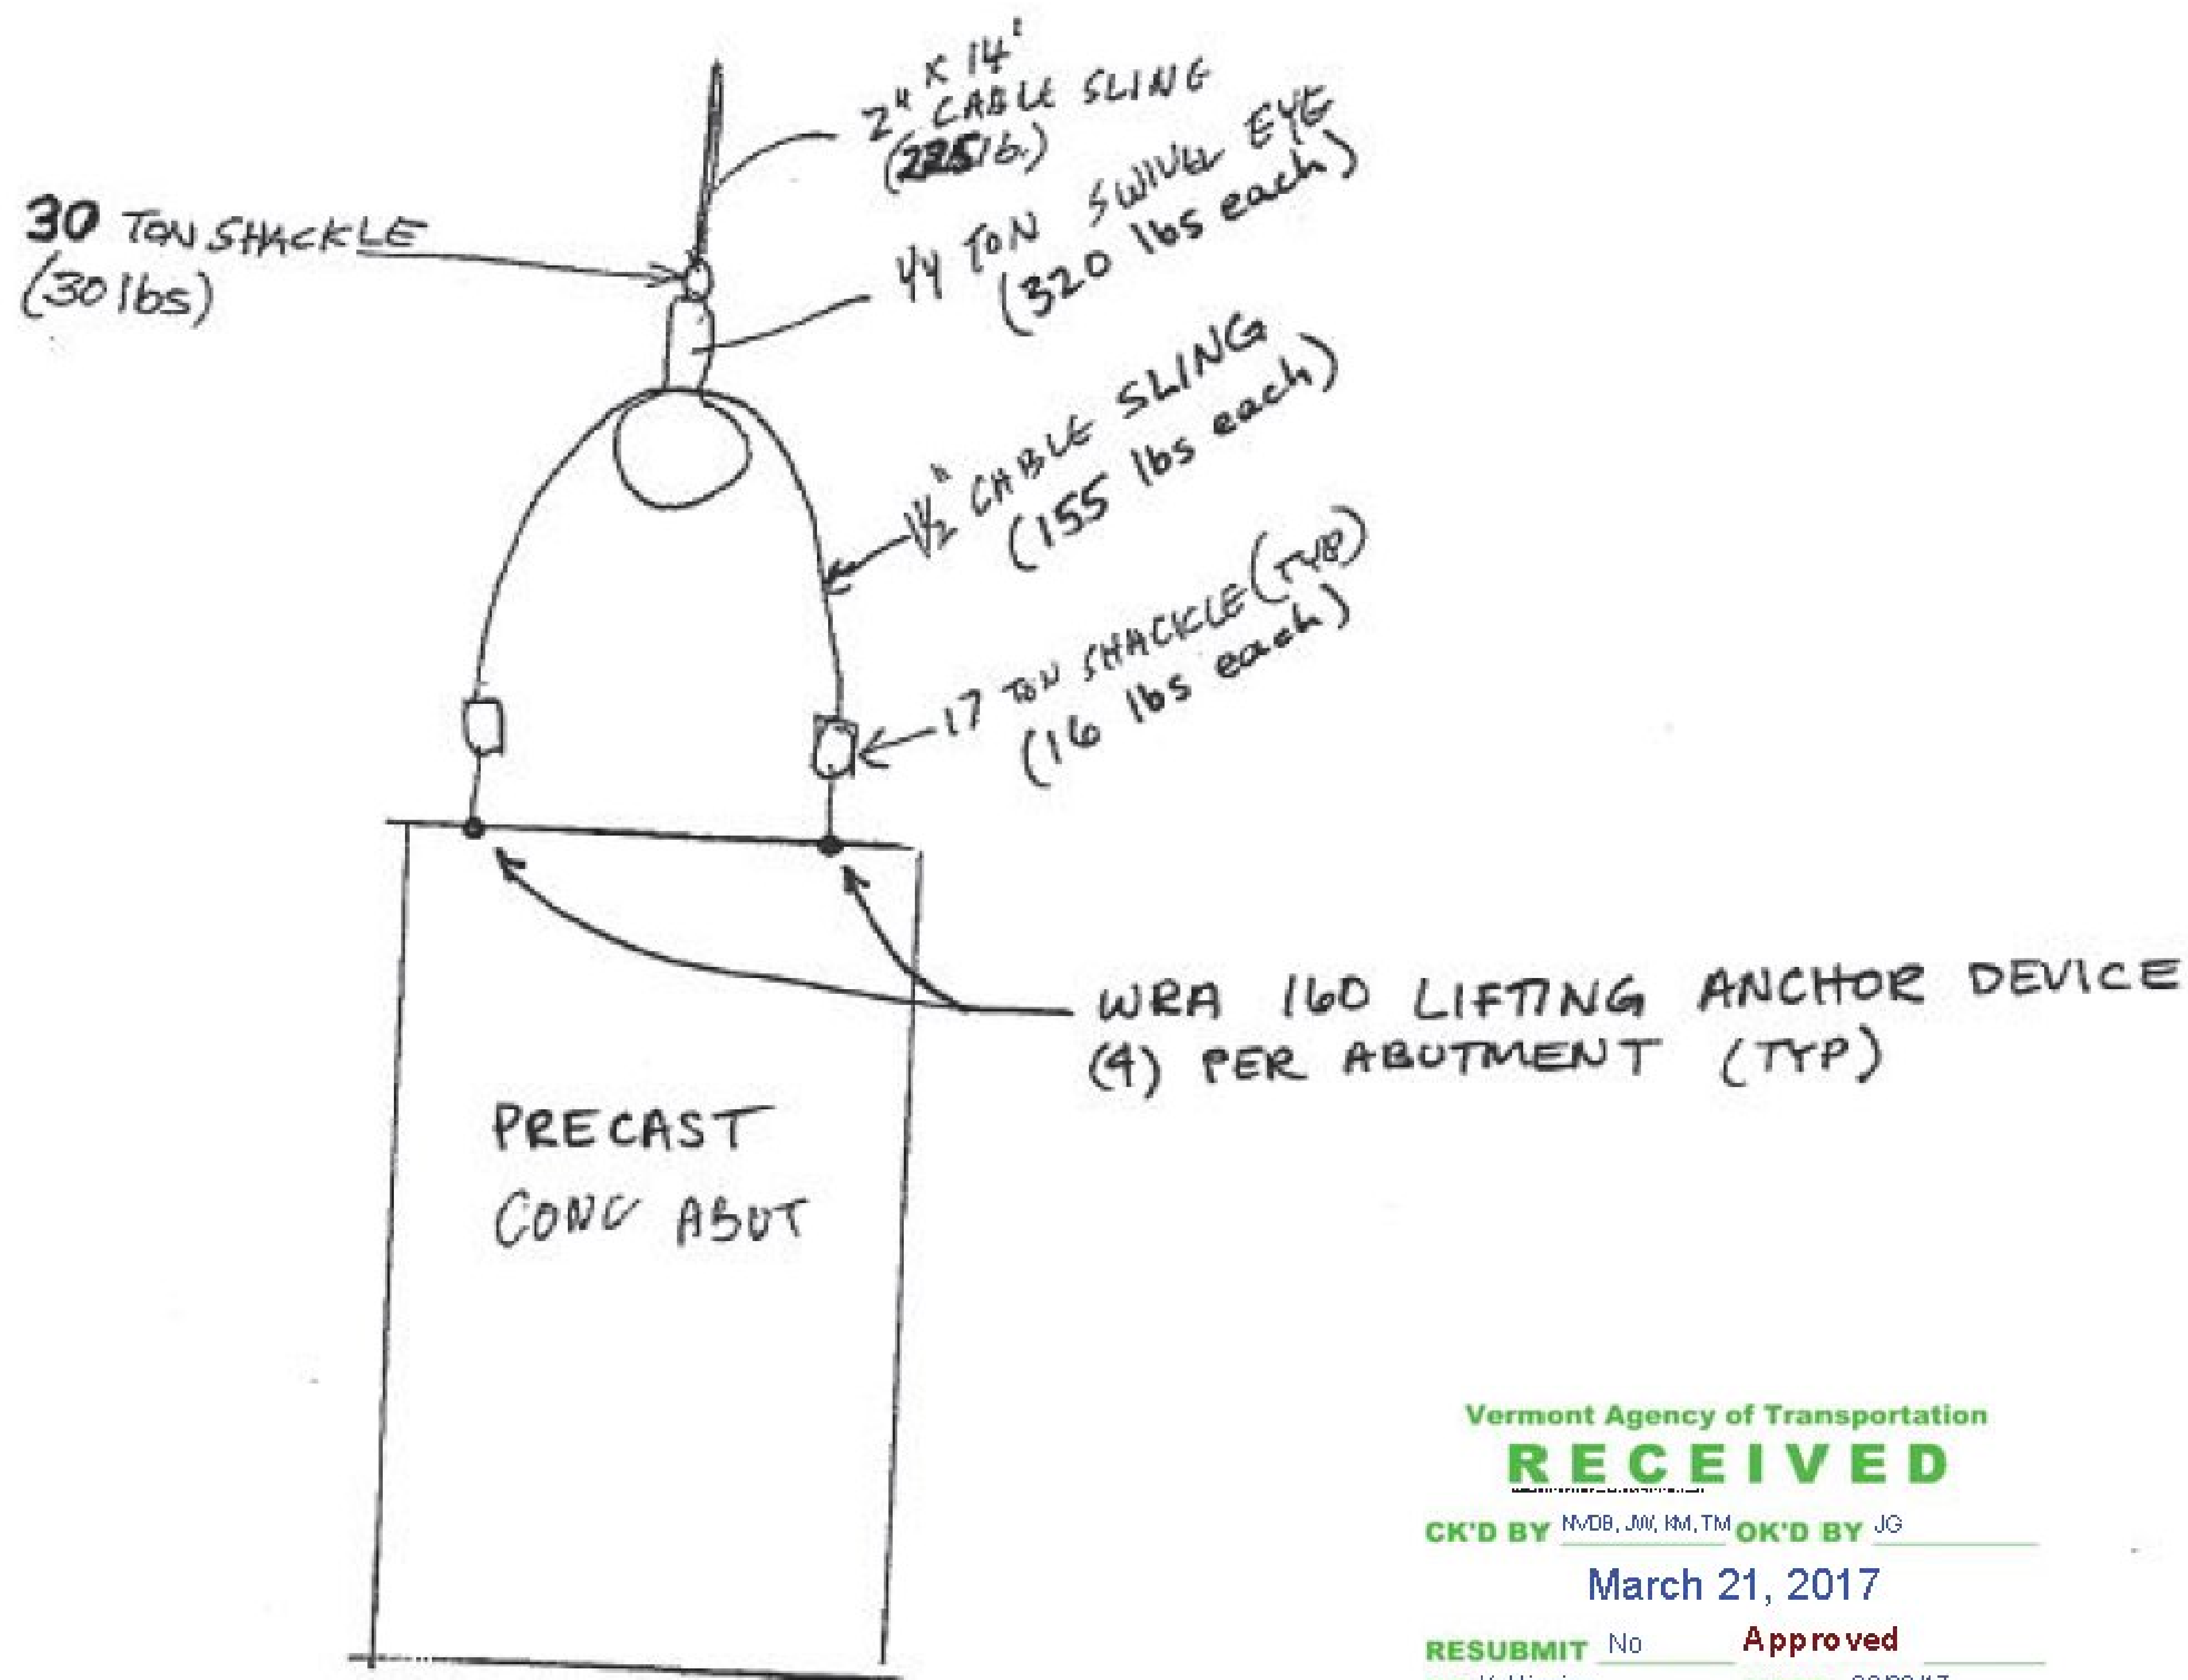 2" x 14'
CABLE SLING
(225 lb.)
30 TON SHACKLE
(30 lbs)
44 TON SWIVEL EYE
(320 lbs each)
1½" CABLE SLING
(155 lbs each)
17 TON SHACKLE (TYP)
(16 lbs each)
WRA 160 LIFTING ANCHOR DEVICE
(4) PER ABUTMENT (TYP)
PRECAST
CONC ABUT
Vermont Agency of Transportation
RECEIVED
CK'D BY NVDB, JW, KM, TM OK'D BY JG
March 21, 2017
RESUBMIT No Approved